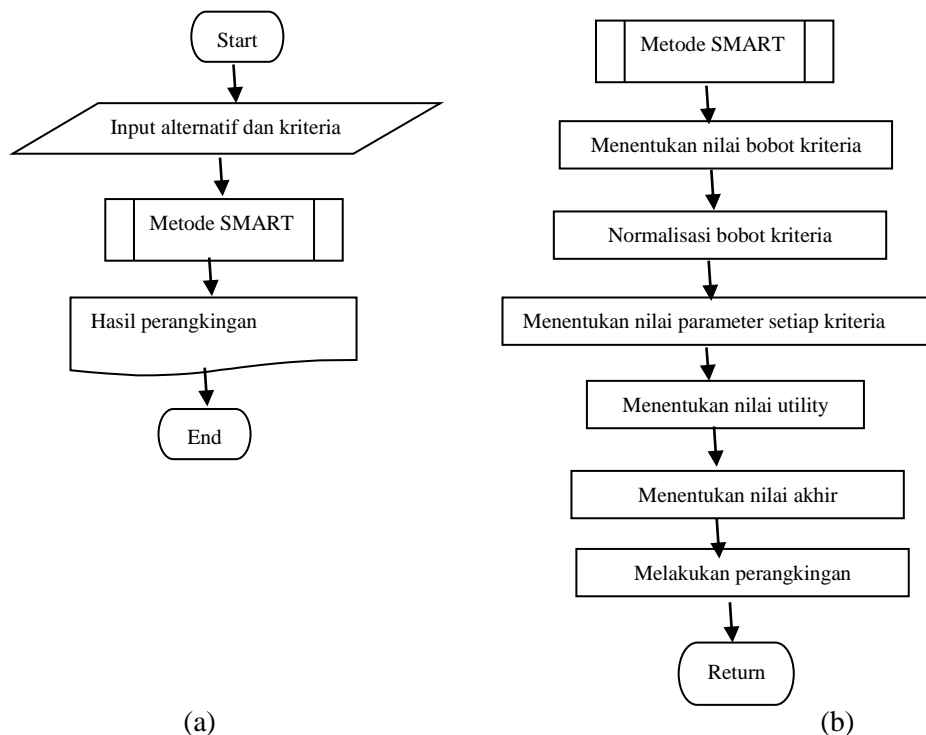 Start
Input alternatif dan kriteria
Metode SMART
Hasil perangkingan
End
(a)
Metode SMART
Menentukan nilai bobot kriteria
Normalisasi bobot kriteria
Menentukan nilai parameter setiap kriteria
Menentukan nilai utility
Menentukan nilai akhir
Melakukan perangkingan
Return
(b)